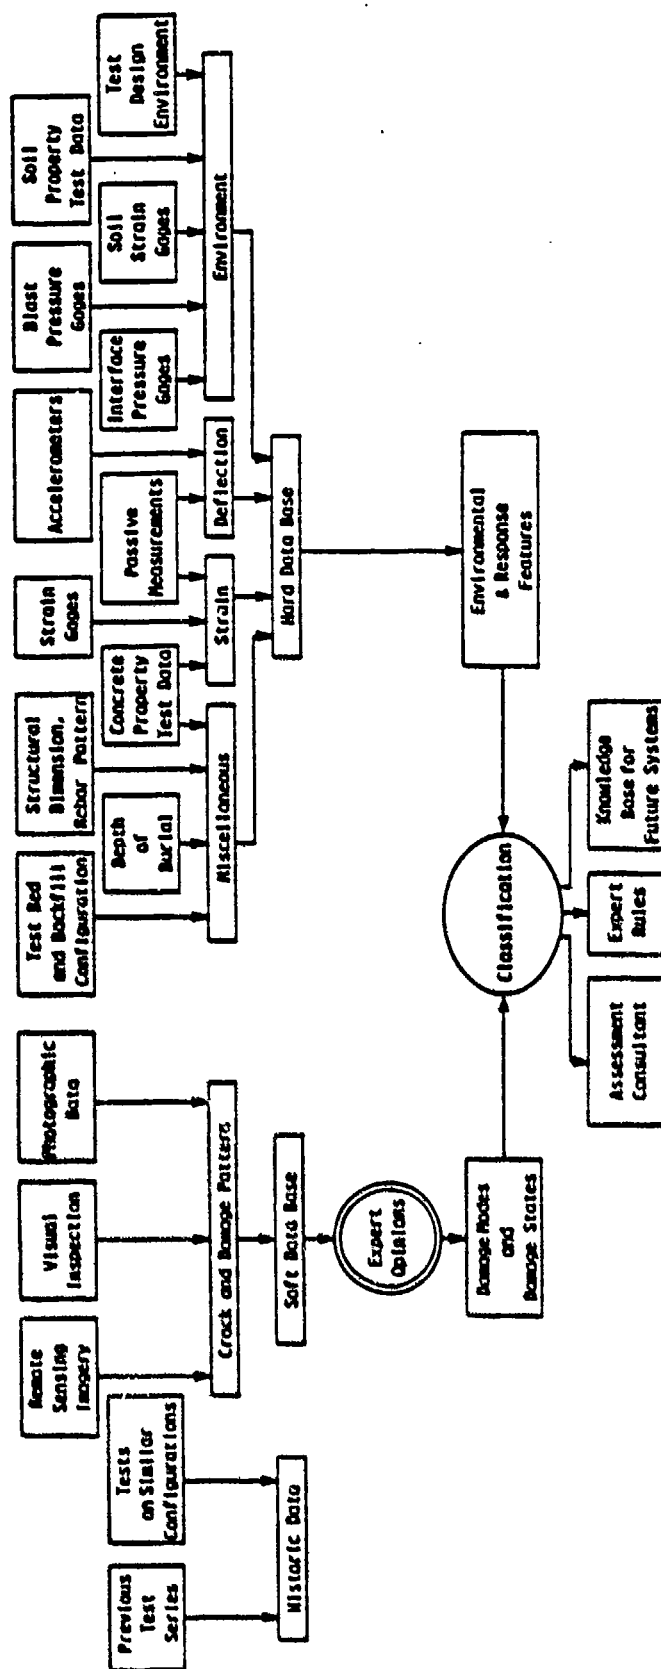 Previous
Test
Series
Tests
on Similar
Configurations
Historic Data
Remote
Sensing
Imagery
Visual
Inspection
Photographic
Data
Crack and Damage Pattern
Soft Data Base
Expert
Opinions
Damage Modes
and
Damage States
Test Bed
and Backfill
Configuration
Depth
of
Burial
Structural
Dimension,
Rebar Pattern
Concrete
Property
Test Data
Strain
Gages
Passive
Measurements
Accelerometers
Interface
Pressure
Gages
Blast
Pressure
Gages
Soil
Strain
Gages
Soil
Property
Test Data
Test
Design
Environment
Miscellaneous
Strain
Deflection
Environment
Hard Data Base
Environmental
& Response
Features
Classification
Assessment
Consultant
Expert
Rules
Knowledge
Base for
Future Systems